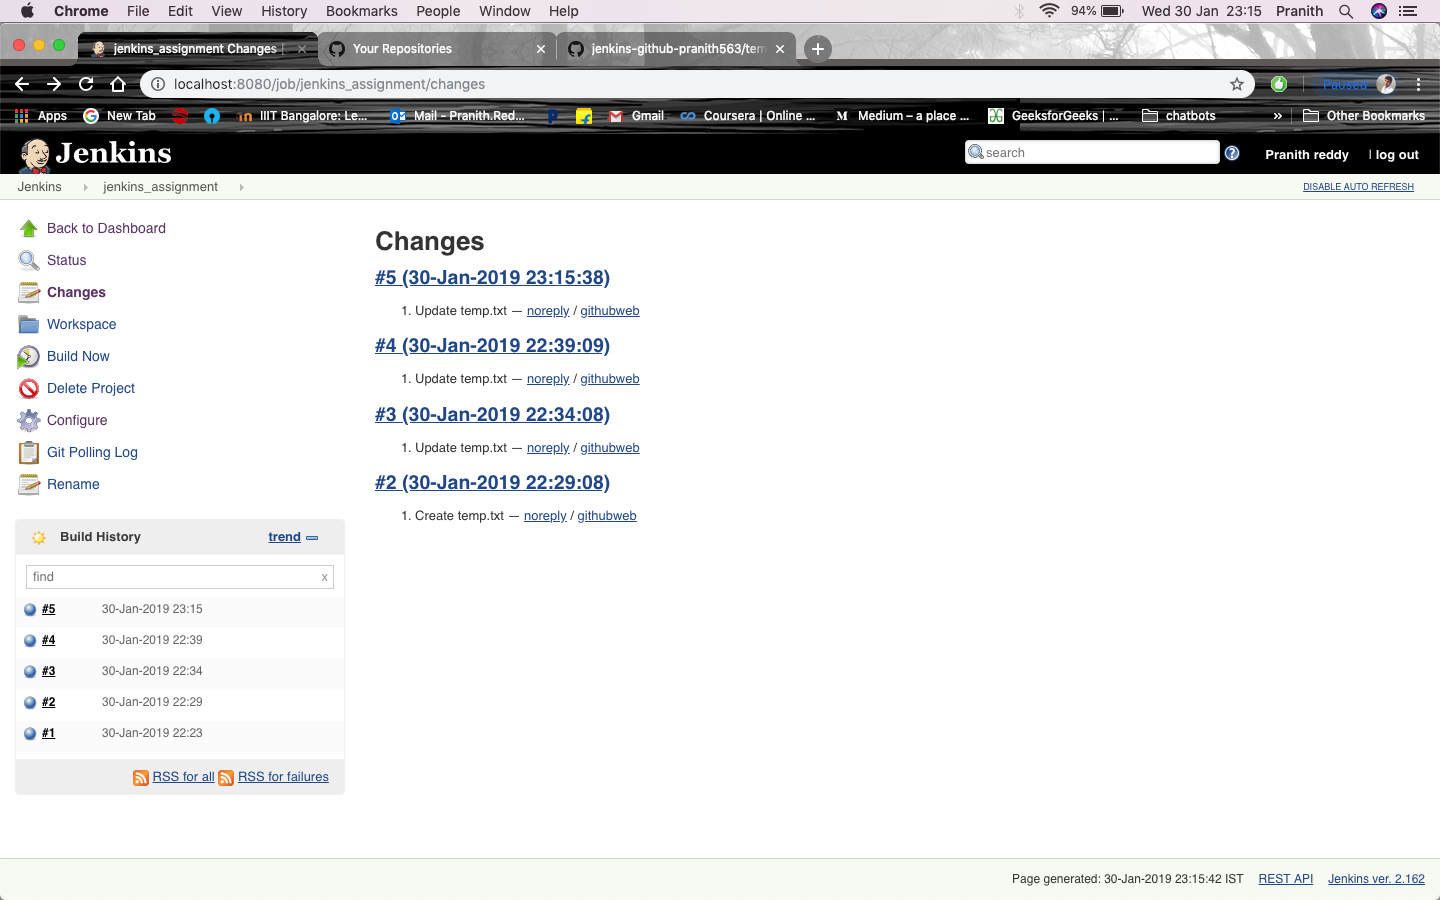 Chrome File Edit View History Bookmarks People Window Help 94% Wed 30 Jan 23:15 Pranith
jenkins_assignment Changes Your Repositories jenkins-github-pranith563/tem
localhost:8080/job/jenkins_assignment/changes Paused
Apps New Tab IIIT Bangalore: Le... Mail - Pranith.Red... Gmail Coursera | Online ... Medium – a place ... GeeksforGeeks | ... chatbots » Other Bookmarks
Jenkins search Pranith reddy | log out
Jenkins jenkins_assignment DISABLE AUTO REFRESH
Back to Dashboard
Status
Changes
Workspace
Build Now
Delete Project
Configure
Git Polling Log
Rename
Build History trend
find x
#5 30-Jan-2019 23:15
#4 30-Jan-2019 22:39
#3 30-Jan-2019 22:34
#2 30-Jan-2019 22:29
#1 30-Jan-2019 22:23
RSS for all RSS for failures
Changes
#5 (30-Jan-2019 23:15:38)
1. Update temp.txt — noreply / githubweb
#4 (30-Jan-2019 22:39:09)
1. Update temp.txt — noreply / githubweb
#3 (30-Jan-2019 22:34:08)
1. Update temp.txt — noreply / githubweb
#2 (30-Jan-2019 22:29:08)
1. Create temp.txt — noreply / githubweb
Page generated: 30-Jan-2019 23:15:42 IST REST API Jenkins ver. 2.162